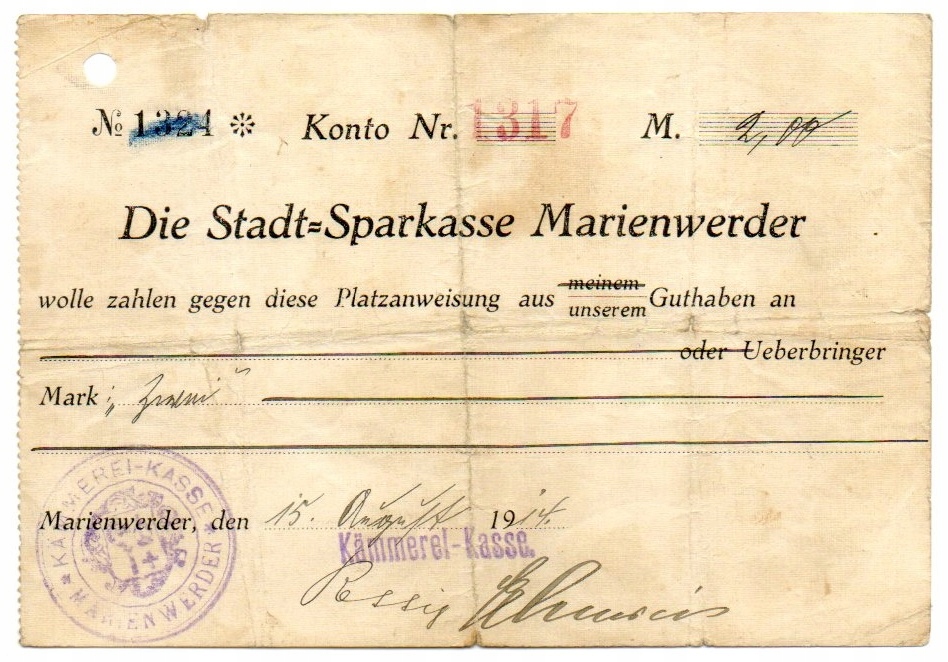 № 1324 * Konto Nr. 1317 M. 2,00
Die Stadt=Sparkasse Marienwerder
wolle zahlen gegen diese Platzanweisung aus meinem unserem Guthaben an
oder Ueberbringer
Mark „Zwei“
Marienwerder, den 15. August 1914.
Kämmerei-Kasse.
KÄMMEREI-KASSE * MARIENWERDER *